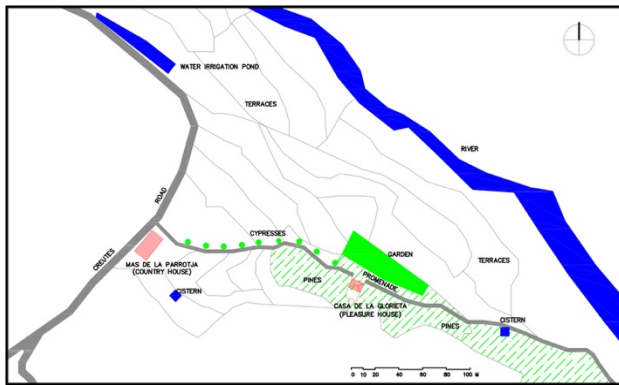 WATER IRRIGATION POND
TERRACES
RIVER
ROAD
CREUTES
CYPRESSES
MAS DE LA PARROTJA
(COUNTRY HOUSE)
GARDEN
TERRACES
PROMENADE
PINES
CISTERN
CASA DE LA GLORIETA
(PLEASURE HOUSE)
PINES
CISTERN
0 10 20 40 60 80 100 M